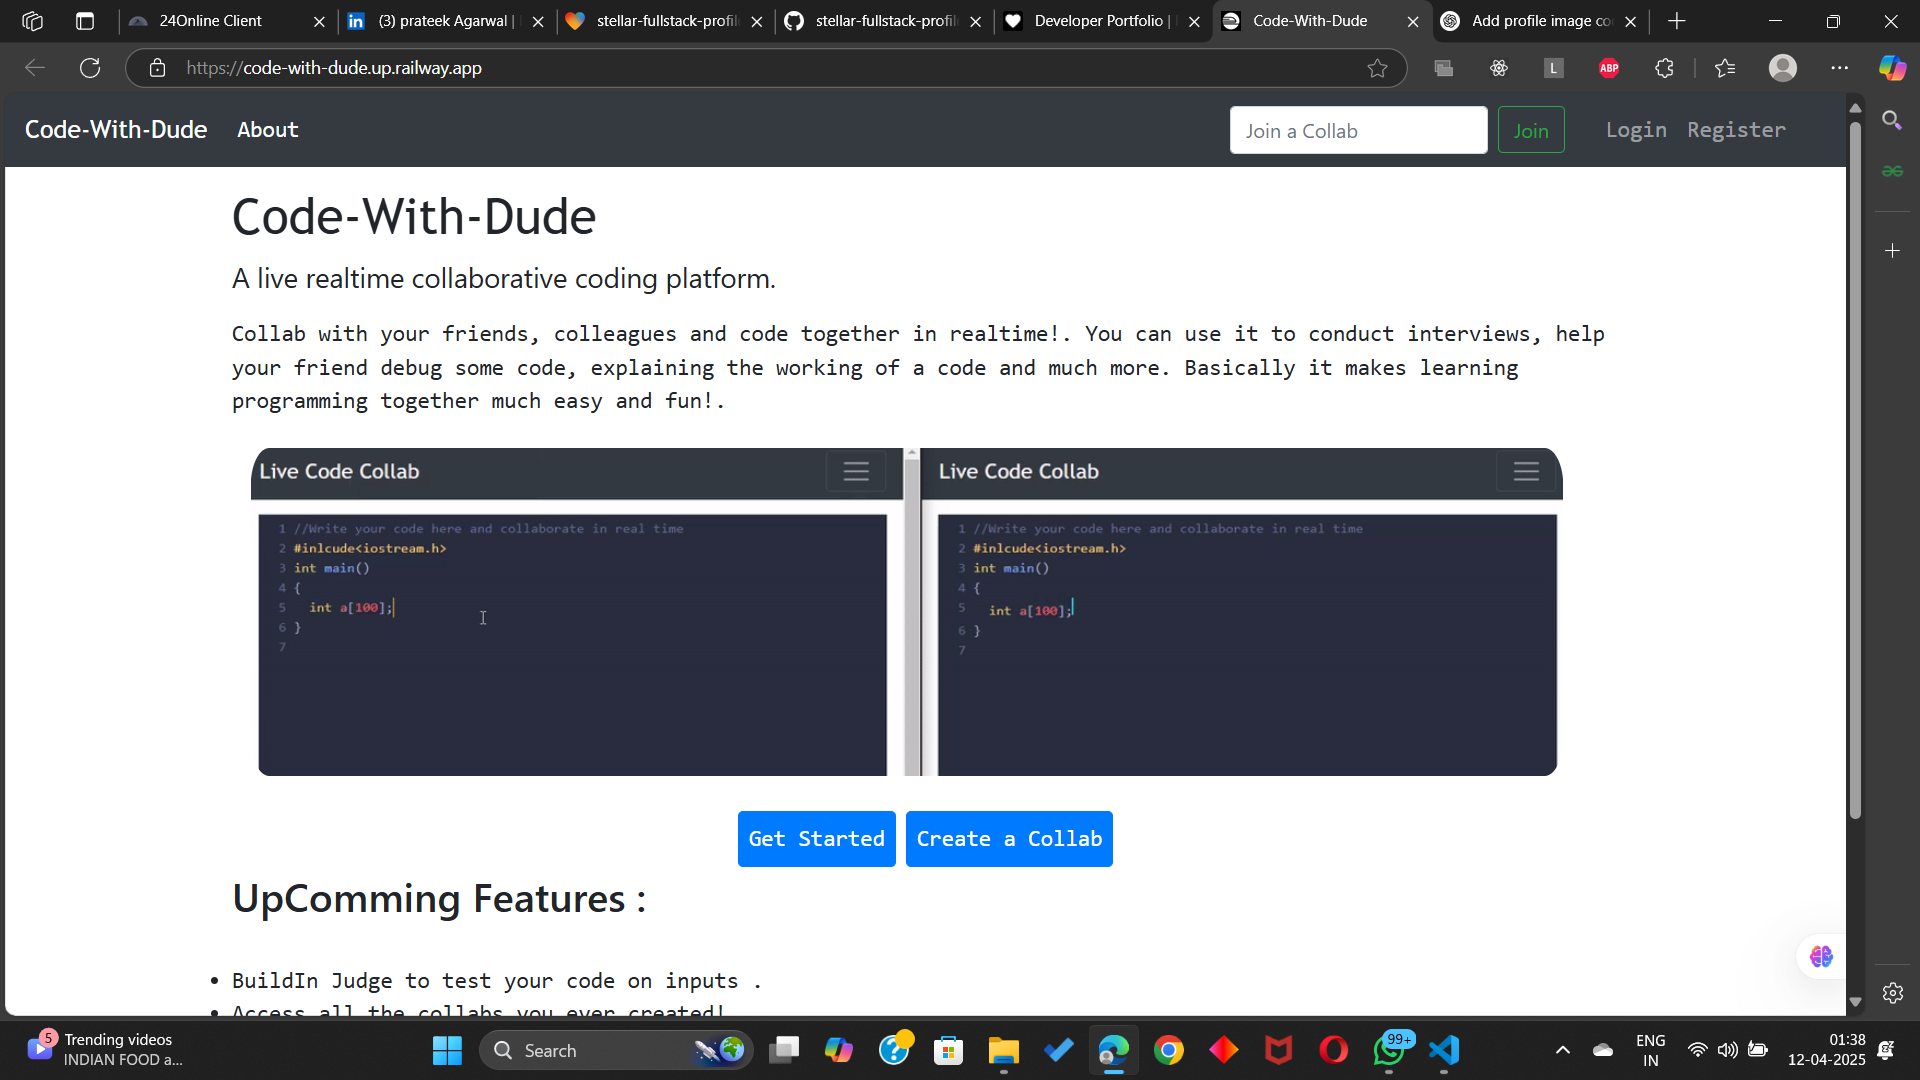 24Online Client
(3) prateek Agarwal |
stellar-fullstack-profil
stellar-fullstack-profil
Developer Portfolio |
Code-With-Dude
Add profile image co
https://code-with-dude.up.railway.app
L
ABP
Code-With-Dude
About
Join a Collab
Join
Login
Register
Code-With-Dude
A live realtime collaborative coding platform.
Collab with your friends, colleagues and code together in realtime!. You can use it to conduct interviews, help
your friend debug some code, explaining the working of a code and much more. Basically it makes learning
programming together much easy and fun!.
Live Code Collab
1 //Write your code here and collaborate in real time
2 #inlcude<iostream.h>
3 int main()
4 {
5 int a[100];
6 }
7
Live Code Collab
1 //Write your code here and collaborate in real time
2 #inlcude<iostream.h>
3 int main()
4 {
5 int a[100];
6 }
7
Get Started
Create a Collab
UpComming Features :
• BuildIn Judge to test your code on inputs .
• Access all the collabs you ever created!
5
Trending videos
INDIAN FOOD a...
Search
99+
ENG
IN
01:38
12-04-2025